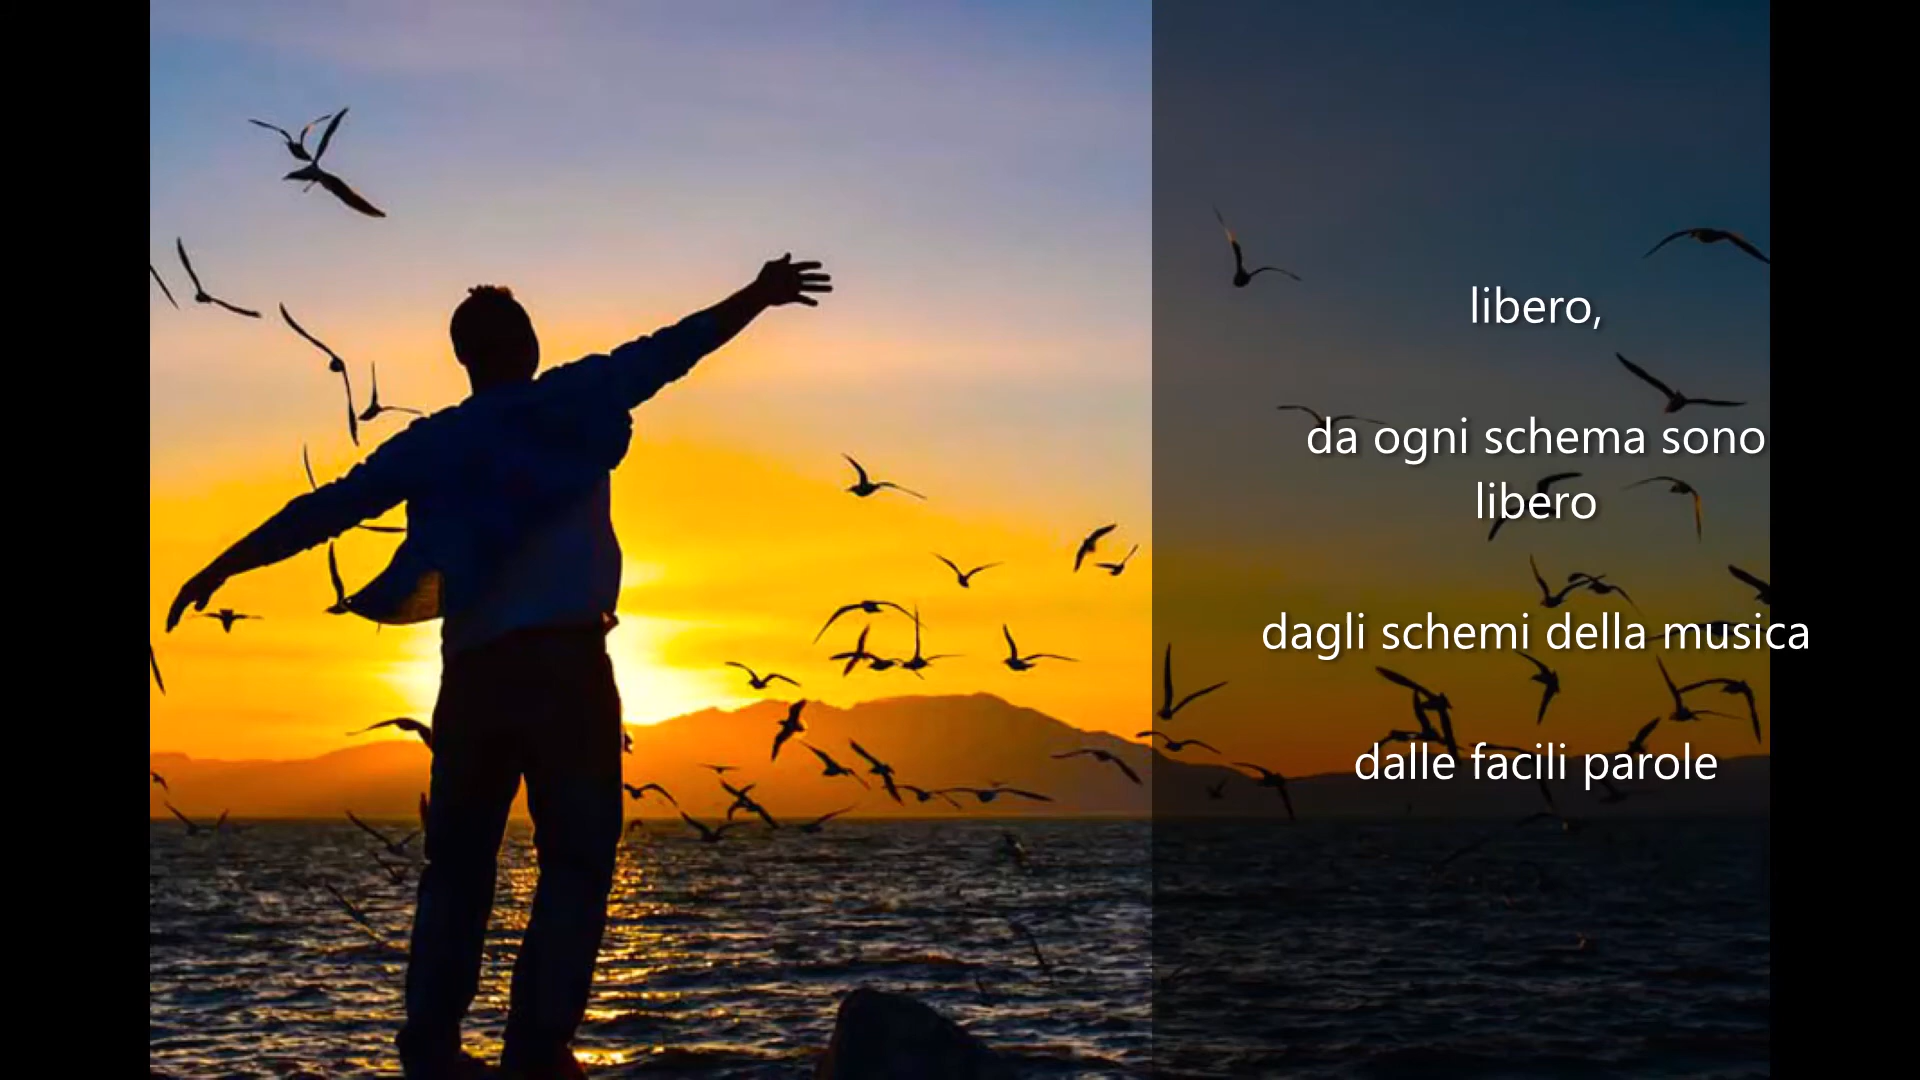 libero,
da ogni schema sono
libero
dagli schemi della musica
dalle facili parole